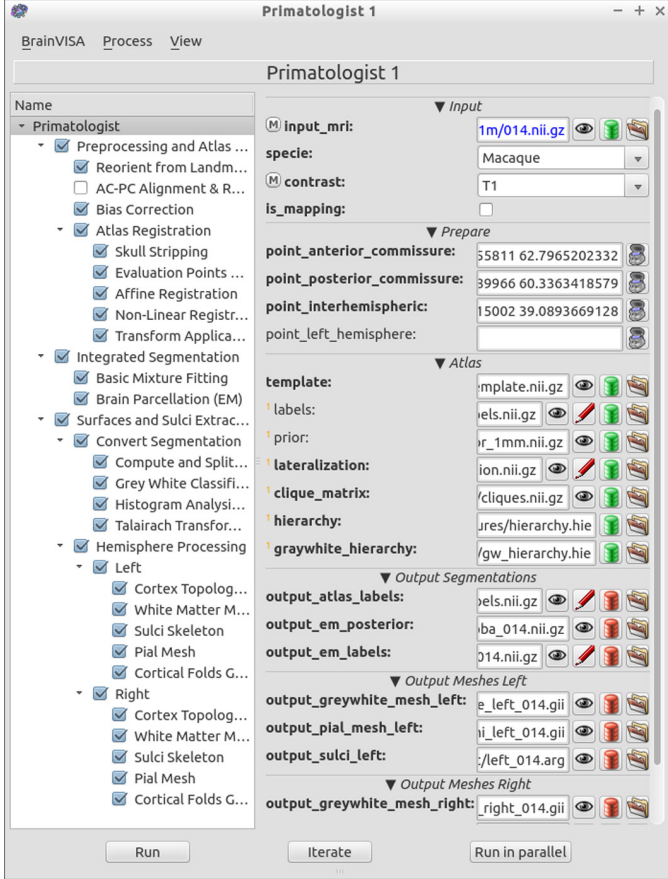 Primatologist 1
BrainVISA Process View
Primatologist 1
Name
Primatologist
Preprocessing and Atlas ...
Reorient from Landm...
AC-PC Alignment & R...
Bias Correction
Atlas Registration
Skull Stripping
Evaluation Points ...
Affine Registration
Non-Linear Registr...
Transform Applica...
Integrated Segmentation
Basic Mixture Fitting
Brain Parcellation (EM)
Surfaces and Sulci Extrac...
Convert Segmentation
Compute and Split...
Grey White Classifi...
Histogram Analysi...
Talairach Transfor...
Hemisphere Processing
Left
Cortex Topolog...
White Matter M...
Sulci Skeleton
Pial Mesh
Cortical Folds G...
Right
Cortex Topolog...
White Matter M...
Sulci Skeleton
Pial Mesh
Cortical Folds G...
▼ Input
M input_mri: 1m/014.nii.gz
specie: Macaque
M contrast: T1
is_mapping:
▼ Prepare
point_anterior_commissure: 55811 62.7965202332
point_posterior_commissure: 39966 60.3363418579
point_interhemispheric: 15002 39.0893669128
point_left_hemisphere:
▼ Atlas
template: emplate.nii.gz
1 labels: els.nii.gz
1 prior: or_1mm.nii.gz
1 lateralization: ion.nii.gz
1 clique_matrix: /cliques.nii.gz
1 hierarchy: ures/hierarchy.hie
1 graywhite_hierarchy: /gw_hierarchy.hie
▼ Output Segmentations
output_atlas_labels: bels.nii.gz
output_em_posterior: oba_014.nii.gz
output_em_labels: 014.nii.gz
▼ Output Meshes Left
output_greywhite_mesh_left: e_left_014.gii
output_pial_mesh_left: ni_left_014.gii
output_sulci_left: /left_014.arg
▼ Output Meshes Right
output_greywhite_mesh_right: _right_014.gii
Run Iterate Run in parallel